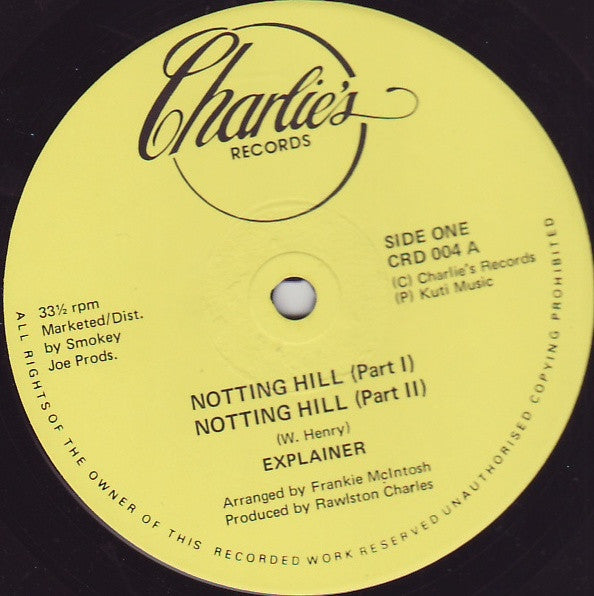 Charlie's
RECORDS
SIDE ONE
CRD 004 A
(C) Charlie's Records
(P) Kuti Music
33½ rpm
Marketed/Dist.
by Smokey
Joe Prods.
NOTTING HILL (Part I)
NOTTING HILL (Part II)
(W. Henry)
EXPLAINER
Arranged by Frankie McIntosh
Produced by Rawlston Charles
ALL RIGHTS OF THE OWNER OF THIS RECORDED WORK RESERVED UNAUTHORISED COPYING PROHIBITED